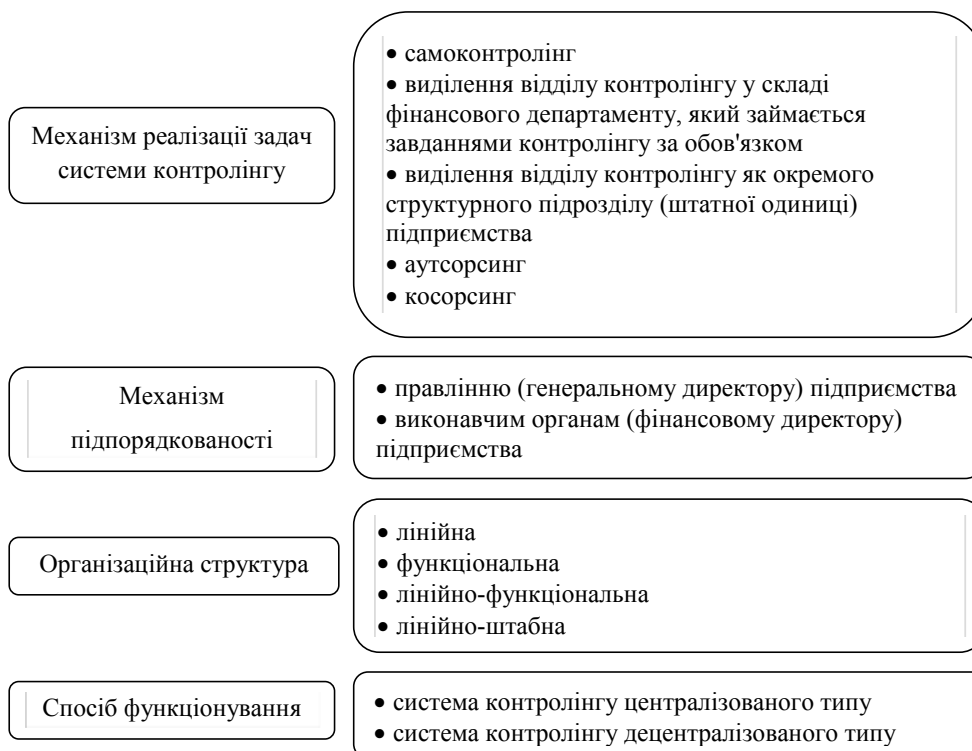 Механізм реалізації задач
системи контролінгу
• самоконтролінг
• виділення відділу контролінгу у складі
фінансового департаменту, який займається
завданнями контролінгу за обов'язком
• виділення відділу контролінгу як окремого
структурного підрозділу (штатної одиниці)
підприємства
• аутсорсинг
• косорсинг
Механізм
підпорядкованості
• правлінню (генеральному директору) підприємства
• виконавчим органам (фінансовому директору)
підприємства
Організаційна структура
• лінійна
• функціональна
• лінійно-функціональна
• лінійно-штабна
Спосіб функціонування
• система контролінгу централізованого типу
• система контролінгу децентралізованого типу